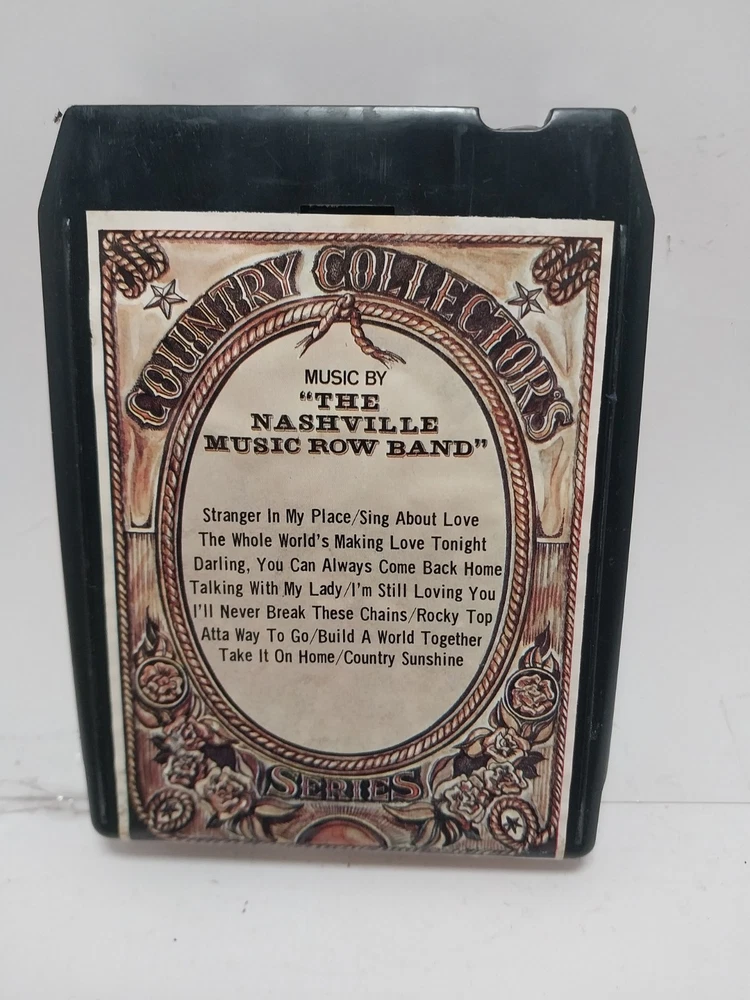 COUNTRY COLLECTOR'S
MUSIC BY
"THE
NASHVILLE
MUSIC ROW BAND"
Stranger In My Place/Sing About Love
The Whole World's Making Love Tonight
Darling, You Can Always Come Back Home
Talking With My Lady/I'm Still Loving You
I'll Never Break These Chains/Rocky Top
Atta Way To Go/Build A World Together
Take It On Home/Country Sunshine
SERIES